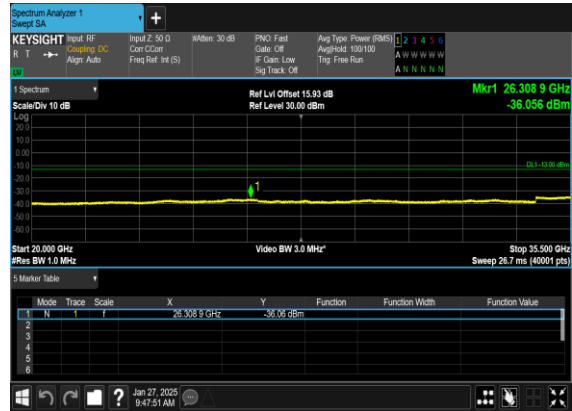 Spectrum Analyzer 1
Swept SA
KEYSIGHT Input: RF Input Z: 50 Ω #Atten: 30 dB PNO: Fast Avg Type: Power (RMS) 1 2 3 4 5 6
R T Coupling: DC Corr CCorr Gate: Off Avg|Hold: 100/100 A W W W W W
Align: Auto Freq Ref: Int (S) IF Gain: Low Trig: Free Run
Sig Track: Off A N N N N N
1 Spectrum Ref Lvl Offset 15.93 dB Mkr1 26.308 9 GHz
Scale/Div 10 dB Ref Level 30.00 dBm -36.056 dBm
Log
20.0
10.0
0.00
-10.0
DL1 -13.00 dBm
-20.0
-30.0
1
-40.0
-50.0
-60.0
Start 20.000 GHz Video BW 3.0 MHz* Stop 35.500 GHz
#Res BW 1.0 MHz Sweep 26.7 ms (40001 pts)
5 Marker Table
Mode Trace Scale X Y Function Function Width Function Value
1 N 1 f 26.308 9 GHz -36.06 dBm
2
3
4
5
6
? Jan 27, 2025
9:47:51 AM